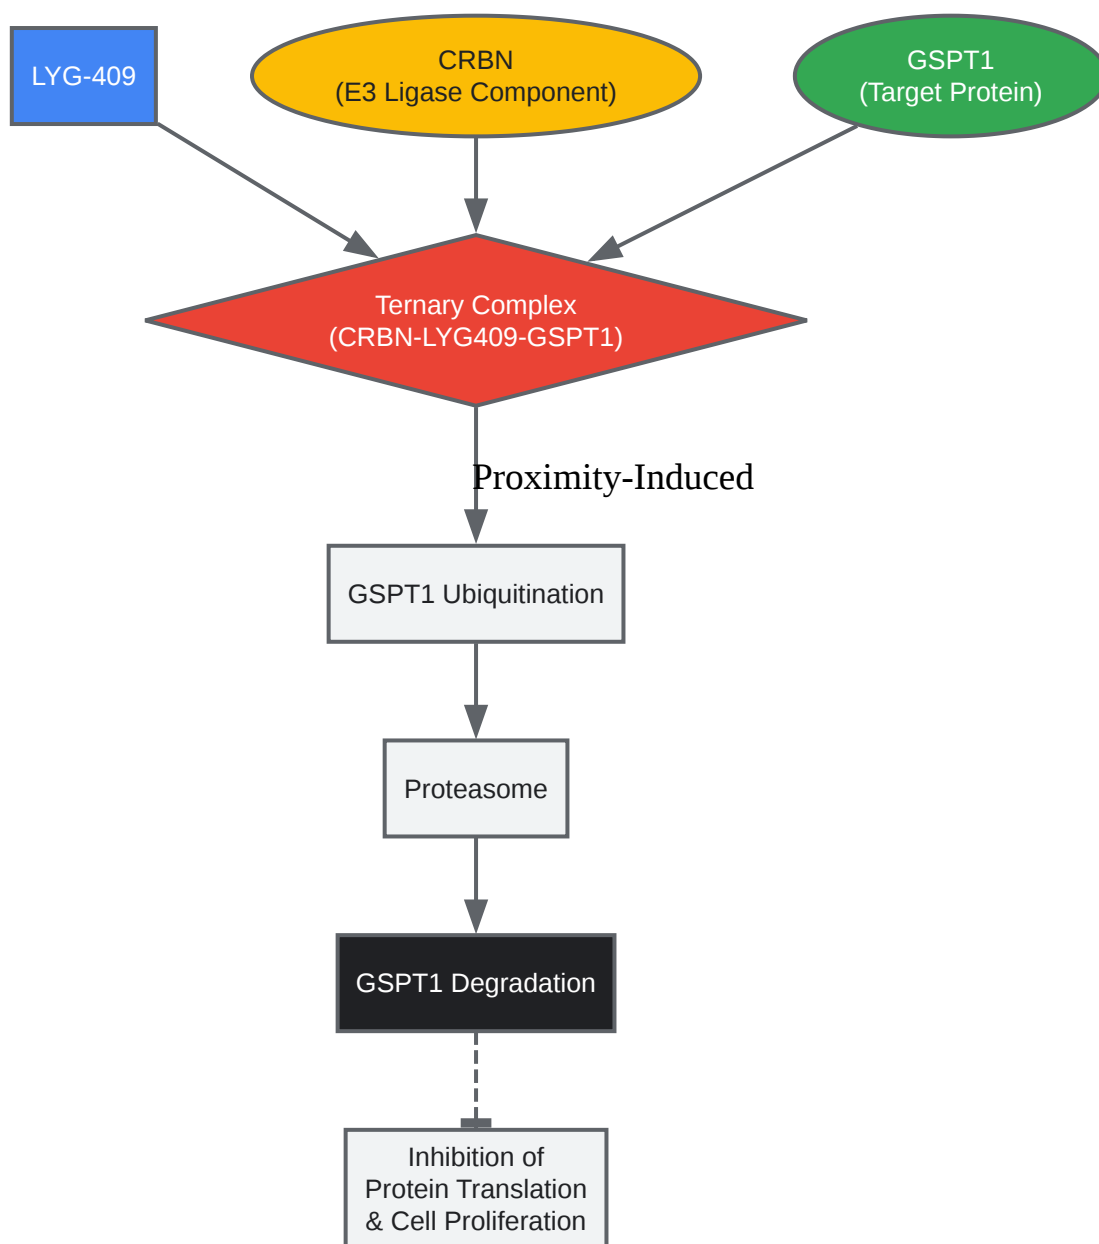 LYG-409
CRBN
(E3 Ligase Component)
GSPT1
(Target Protein)
Ternary Complex
(CRBN-LYG409-GSPT1)
Proximity-Induced
GSPT1 Ubiquitination
Proteasome
GSPT1 Degradation
Inhibition of
Protein Translation
& Cell Proliferation